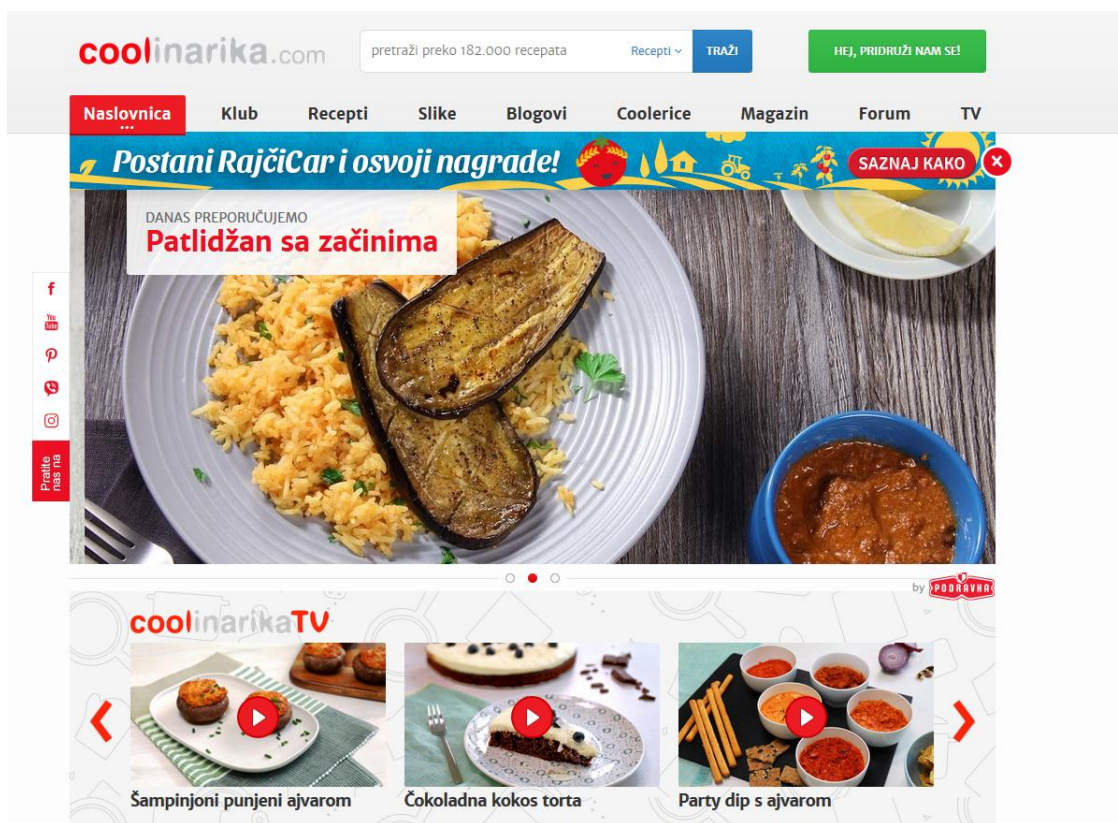 coolinarika.com
pretraži preko 182.000 recepata
Recepti
TRAŽI
HEJ, PRIDRUŽI NAM SE!
Naslovnica Klub Recepti Slike Blogovi Coolerice Magazin Forum TV
Postani RajčiCar i osvoji nagrade!
SAZNAJ KAKO
DANAS PREPORUČUJEMO
Patlidžan sa začinima
You
Tube
Pratite
nas na
by PODRAVKA
coolinarikaTV
Šampinjoni punjeni ajvarom
Čokoladna kokos torta
Party dip s ajvarom